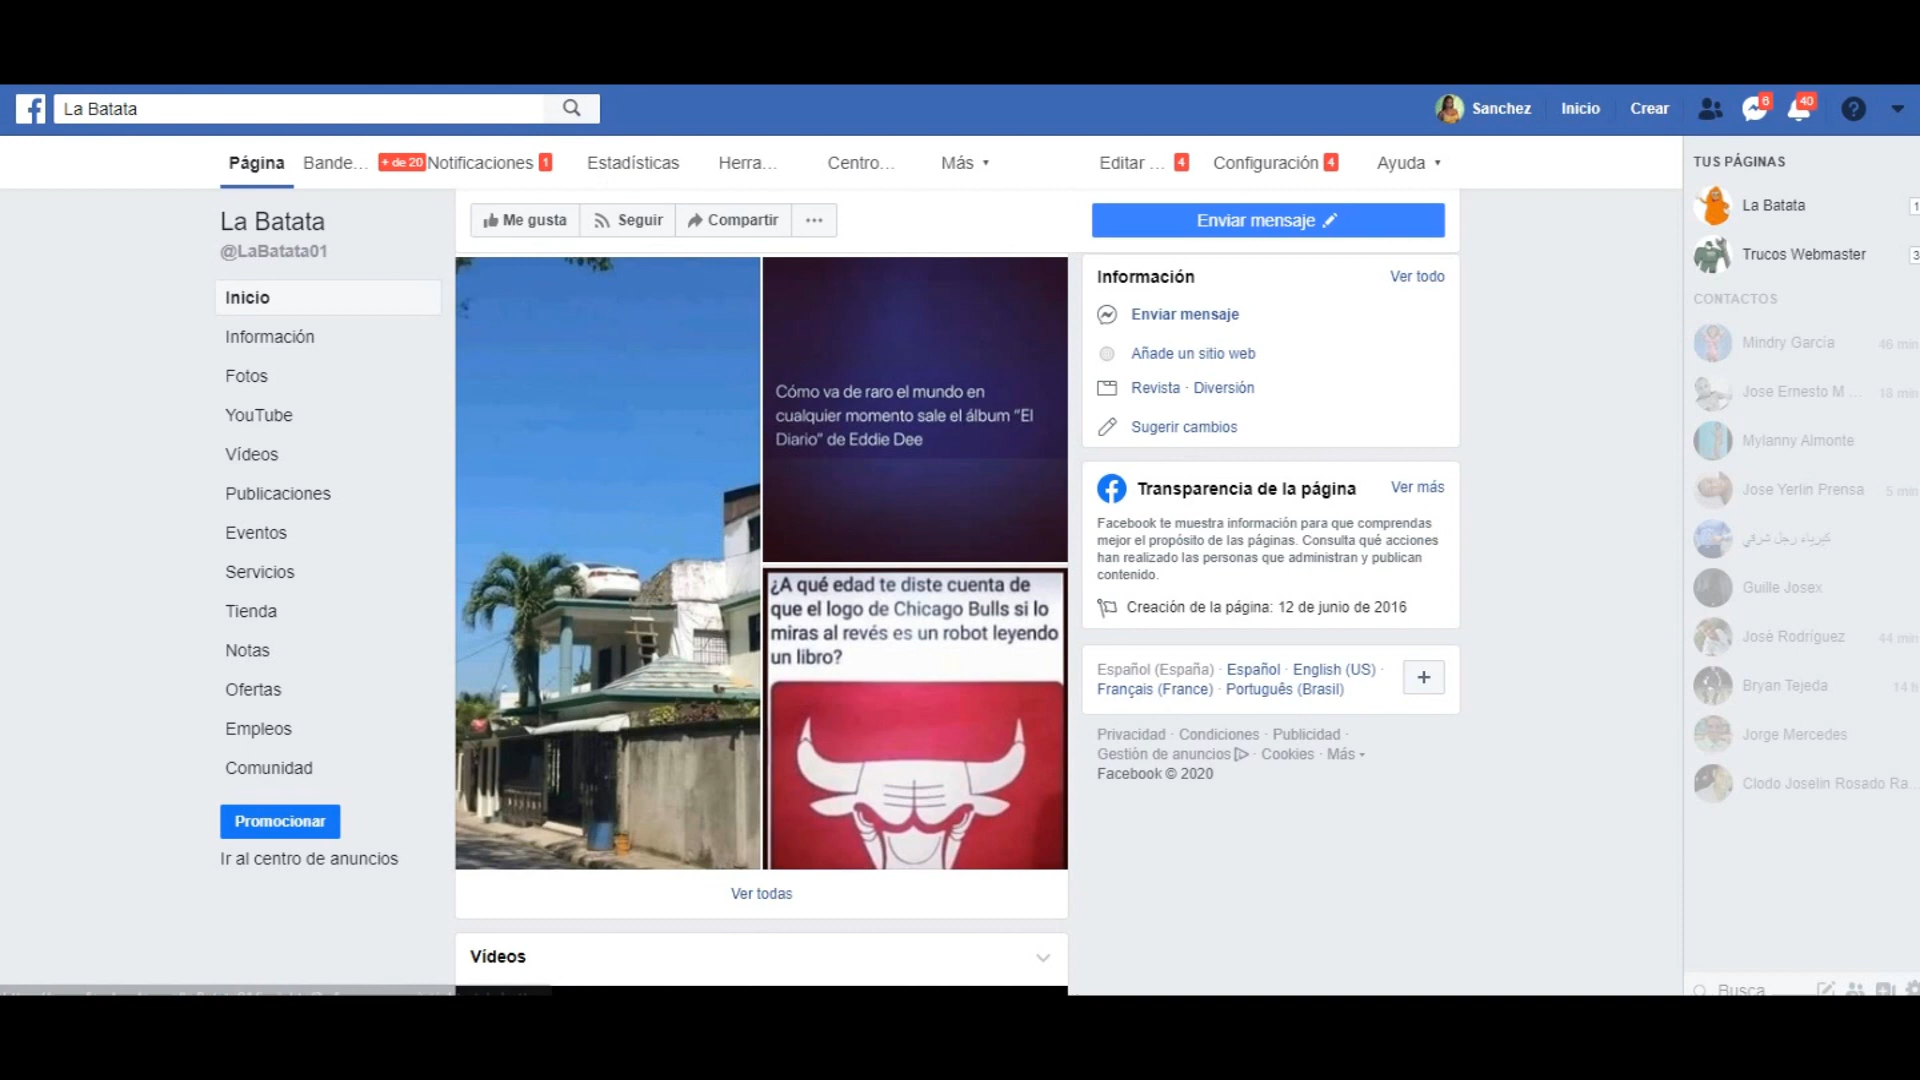 La Batata
Sanchez
Inicio
Crear
6
40
Página
Bande...
+ de 20
Notificaciones 1
Estadísticas
Herra...
Centro...
Más
Editar ... 4
Configuración 4
Ayuda
La Batata
@LaBatata01
Inicio
Información
Fotos
YouTube
Vídeos
Publicaciones
Eventos
Servicios
Tienda
Notas
Ofertas
Empleos
Comunidad
Promocionar
Ir al centro de anuncios
Me gusta
Seguir
Compartir
Enviar mensaje
Cómo va de raro el mundo en
cualquier momento sale el álbum "El
Diario" de Eddie Dee
¿A qué edad te diste cuenta de
que el logo de Chicago Bulls si lo
miras al revés es un robot leyendo
un libro?
Ver todas
Vídeos
Información
Ver todo
Enviar mensaje
Añade un sitio web
Revista · Diversión
Sugerir cambios
Transparencia de la página
Ver más
Facebook te muestra información para que comprendas
mejor el propósito de las páginas. Consulta qué acciones
han realizado las personas que administran y publican
contenido.
Creación de la página: 12 de junio de 2016
Español (España) · Español · English (US) ·
Français (France) · Português (Brasil)
+
Privacidad · Condiciones · Publicidad ·
Gestión de anuncios · Cookies · Más
Facebook © 2020
TUS PÁGINAS
La Batata 1
Trucos Webmaster 3
CONTACTOS
Mindry García 46 min
Jose Ernesto M ... 18 min
Mylanny Almonte
Jose Yerlin Prensa 5 min
كبرياء رجل شرقي
Guille Josex
José Rodríguez 44 min
Bryan Tejeda 14 h
Jorge Mercedes
Clodo Joselin Rosado Ra...
Busca